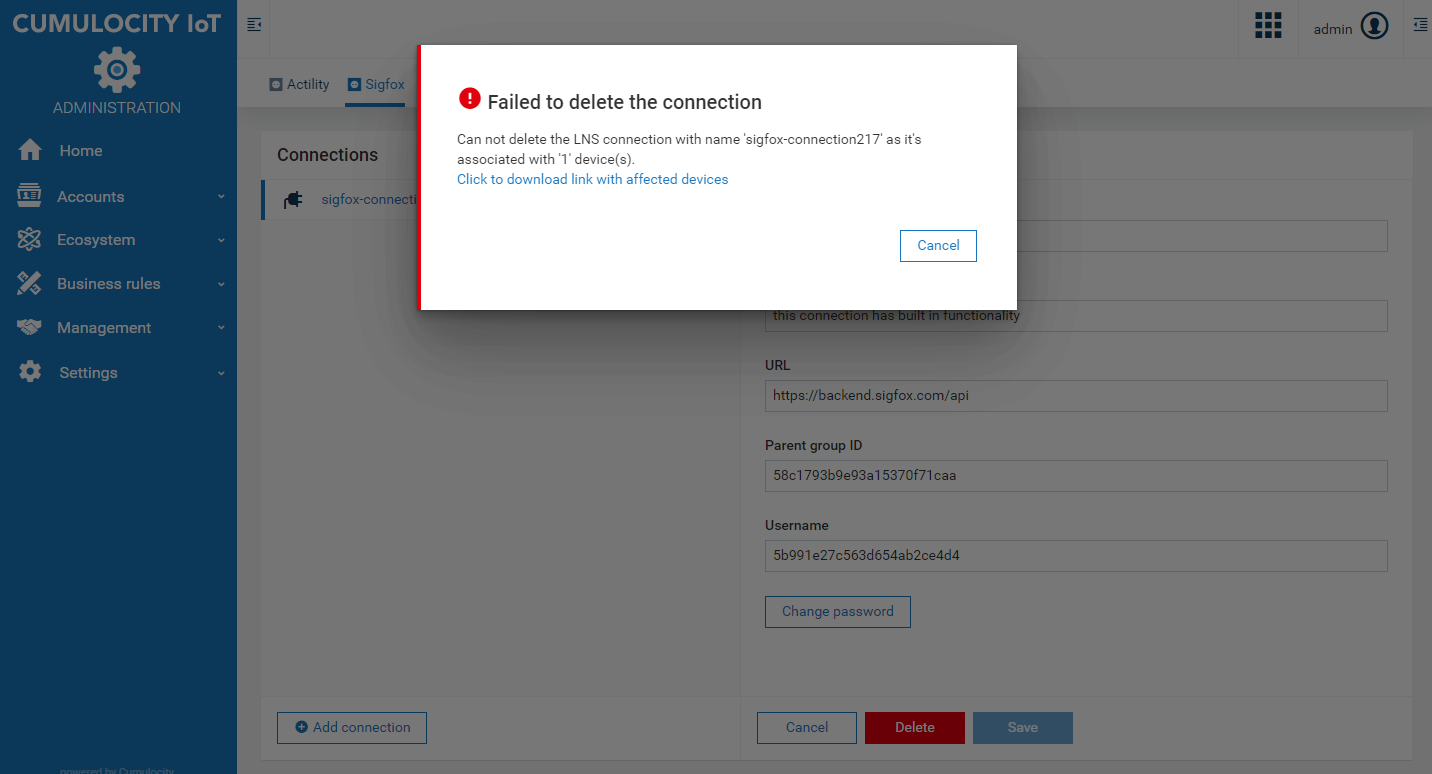 CUMULOCITY IoT
ADMINISTRATION
Home
Accounts
Ecosystem
Business rules
Management
Settings
powered by Cumulocity
admin
Actility
Sigfox
Connections
sigfox-connecti
Failed to delete the connection
Can not delete the LNS connection with name 'sigfox-connection217' as it's
associated with '1' device(s).
Click to download link with affected devices
Cancel
this connection has built in functionality
URL
https://backend.sigfox.com/api
Parent group ID
58c1793b9e93a15370f71caa
Username
5b991e27c563d654ab2ce4d4
Change password
Add connection
Cancel
Delete
Save